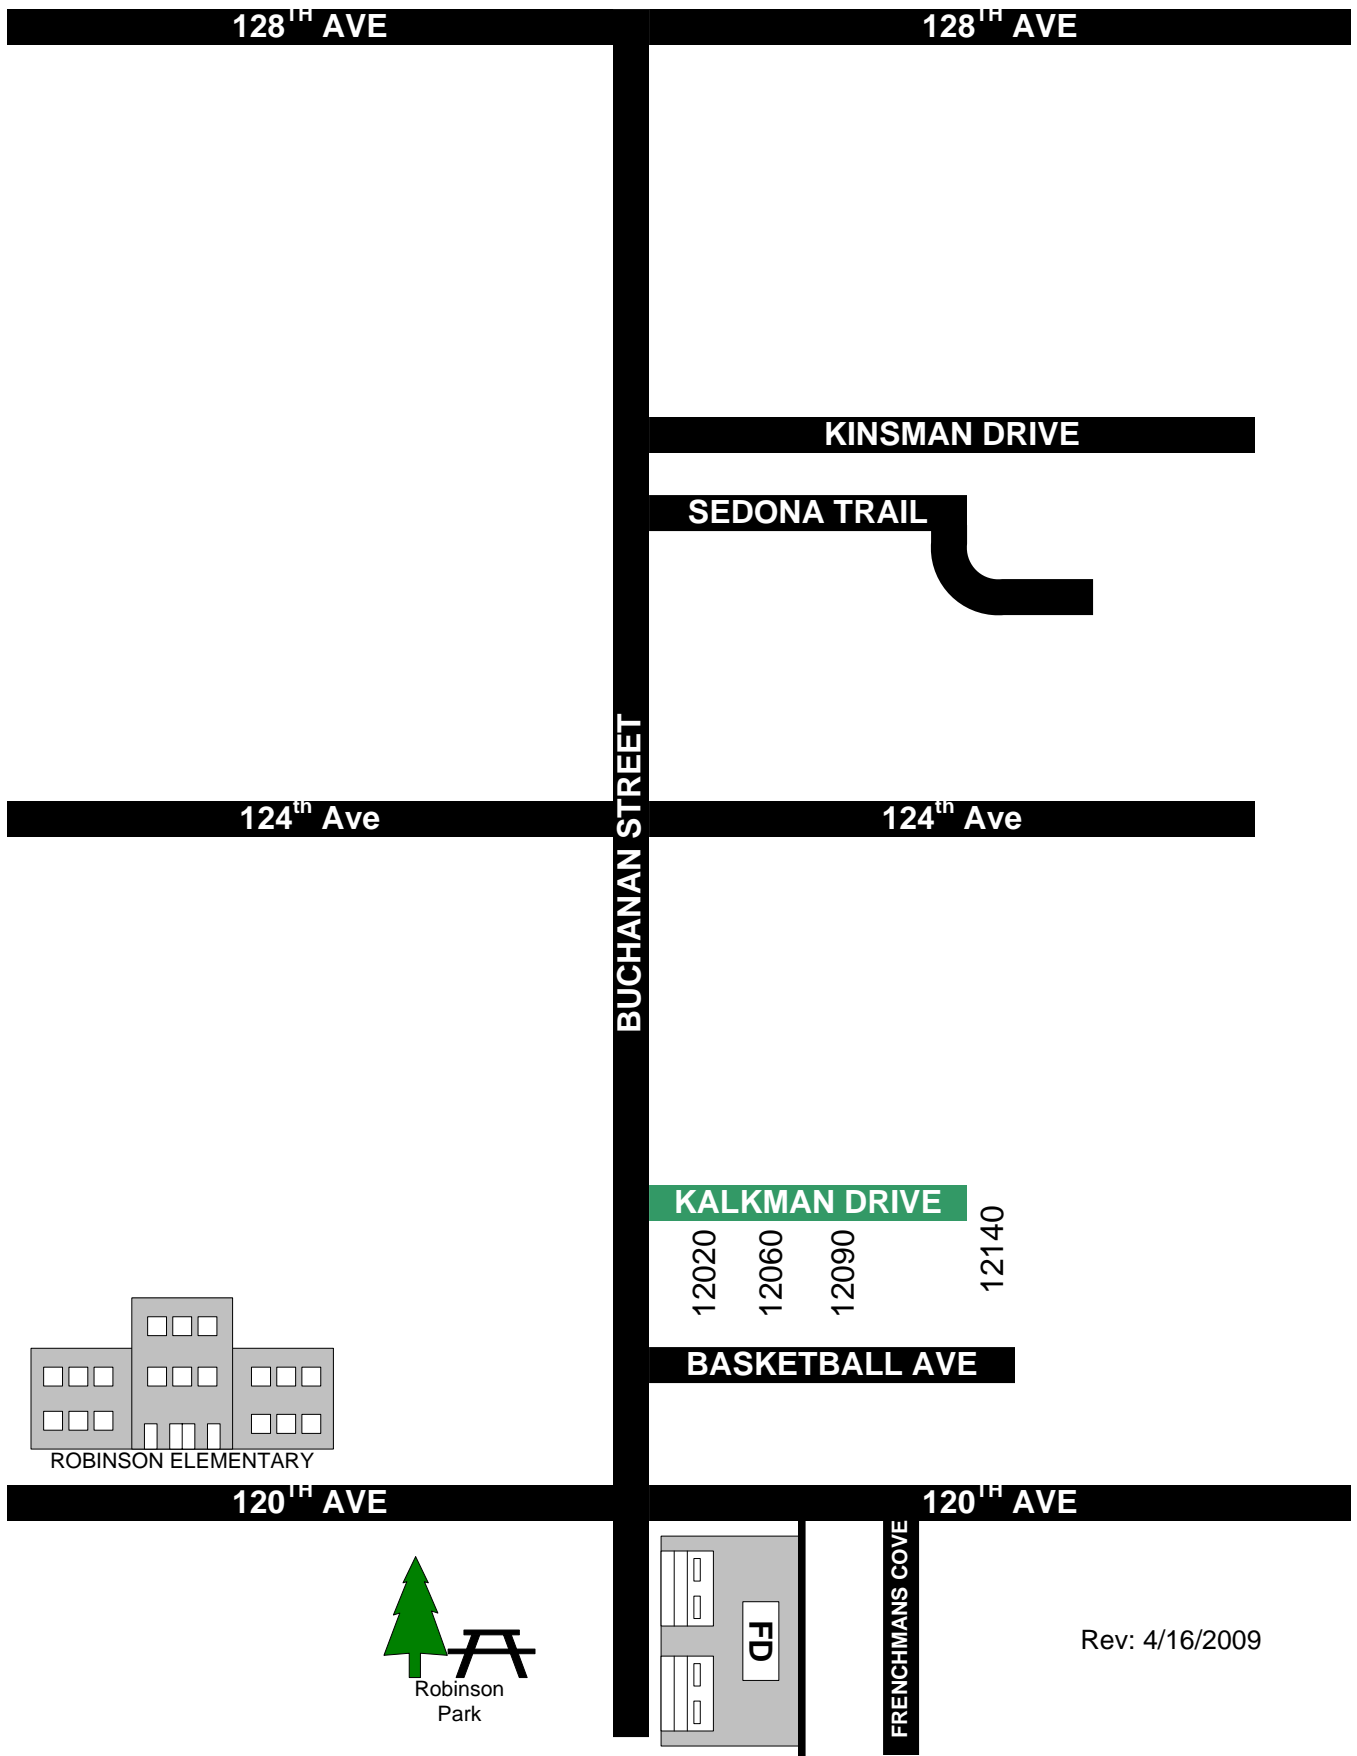 128TH AVE
128TH AVE
KINSMAN DRIVE
SEDONA TRAIL
BUCHANAN STREET
124th Ave
124th Ave
KALKMAN DRIVE
12020
12060
12090
12140
BASKETBALL AVE
ROBINSON ELEMENTARY
120TH AVE
120TH AVE
FRENCHMANS COVE
FD
Rev: 4/16/2009
Robinson
Park